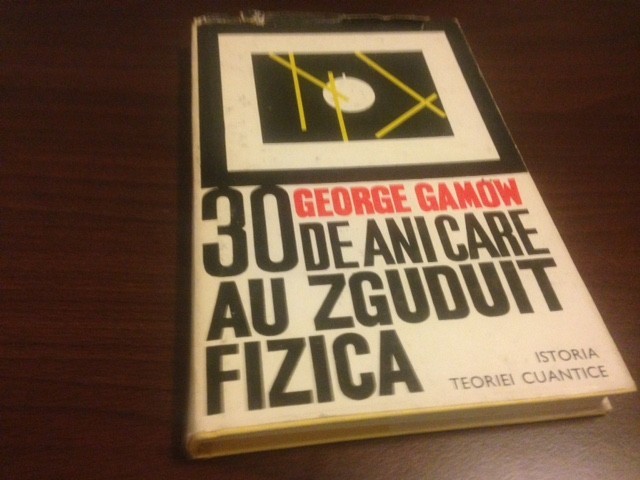 GEORGE GAMOW
30 DE ANI CARE
AU ZGUDUIT
FIZICA
ISTORIA
TEORIEI CUANTICE